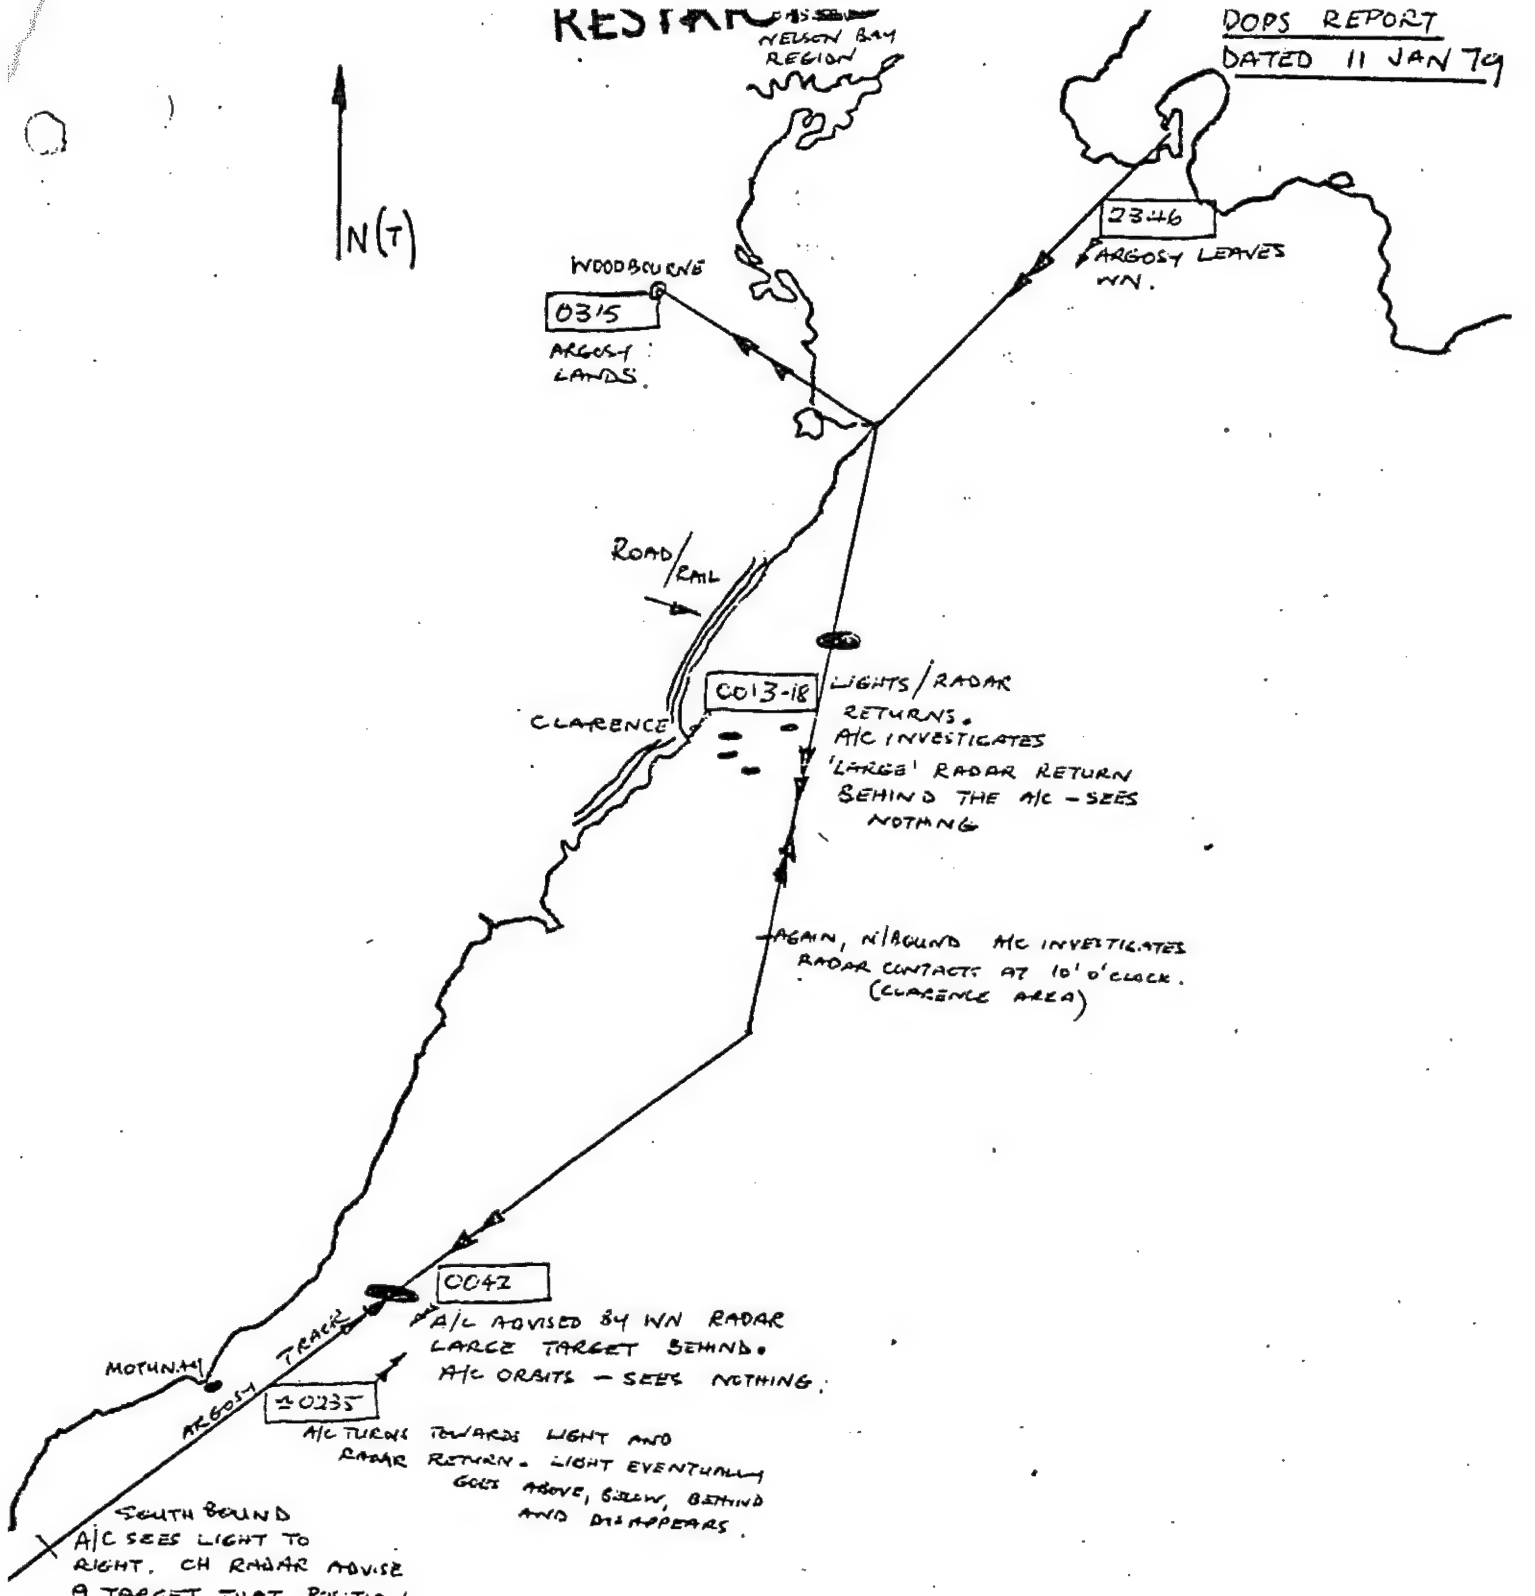 DOPS REPORT
DATED 11 JAN 79
NELSON BAY
REGION
N(T)
2346
ARGOSY LEAVES
WN.
WOODBOURNE
0315
ARGOSY
LANDS.
ROAD/
RAIL
CLARENCE
0013-18
LIGHTS/RADAR
RETURNS.
A/C INVESTIGATES
'LARGE' RADAR RETURN
BEHIND THE A/C - SEES
NOTHNG
AGAIN, N/BOUND A/C INVESTIGATES
RADAR CONTACTS AT 10'O'CLOCK.
(CLARENCE AREA)
0042
A/C ADVISED BY WN RADAR
LARGE TARGET BEHIND.
A/C ORBITS - SEES NOTHING.
MOTUNAU
ARGOSY TRACK
±0235
A/C TURNS TOWARDS LIGHT AND
RADAR RETURN. LIGHT EVENTUALLY
GOES ABOVE, BELOW, BEHIND
AND DISAPPEARS.
SOUTH BOUND
A/C SEES LIGHT TO
RIGHT. CH RADAR ADVISE
A TARGET THAT POSITION